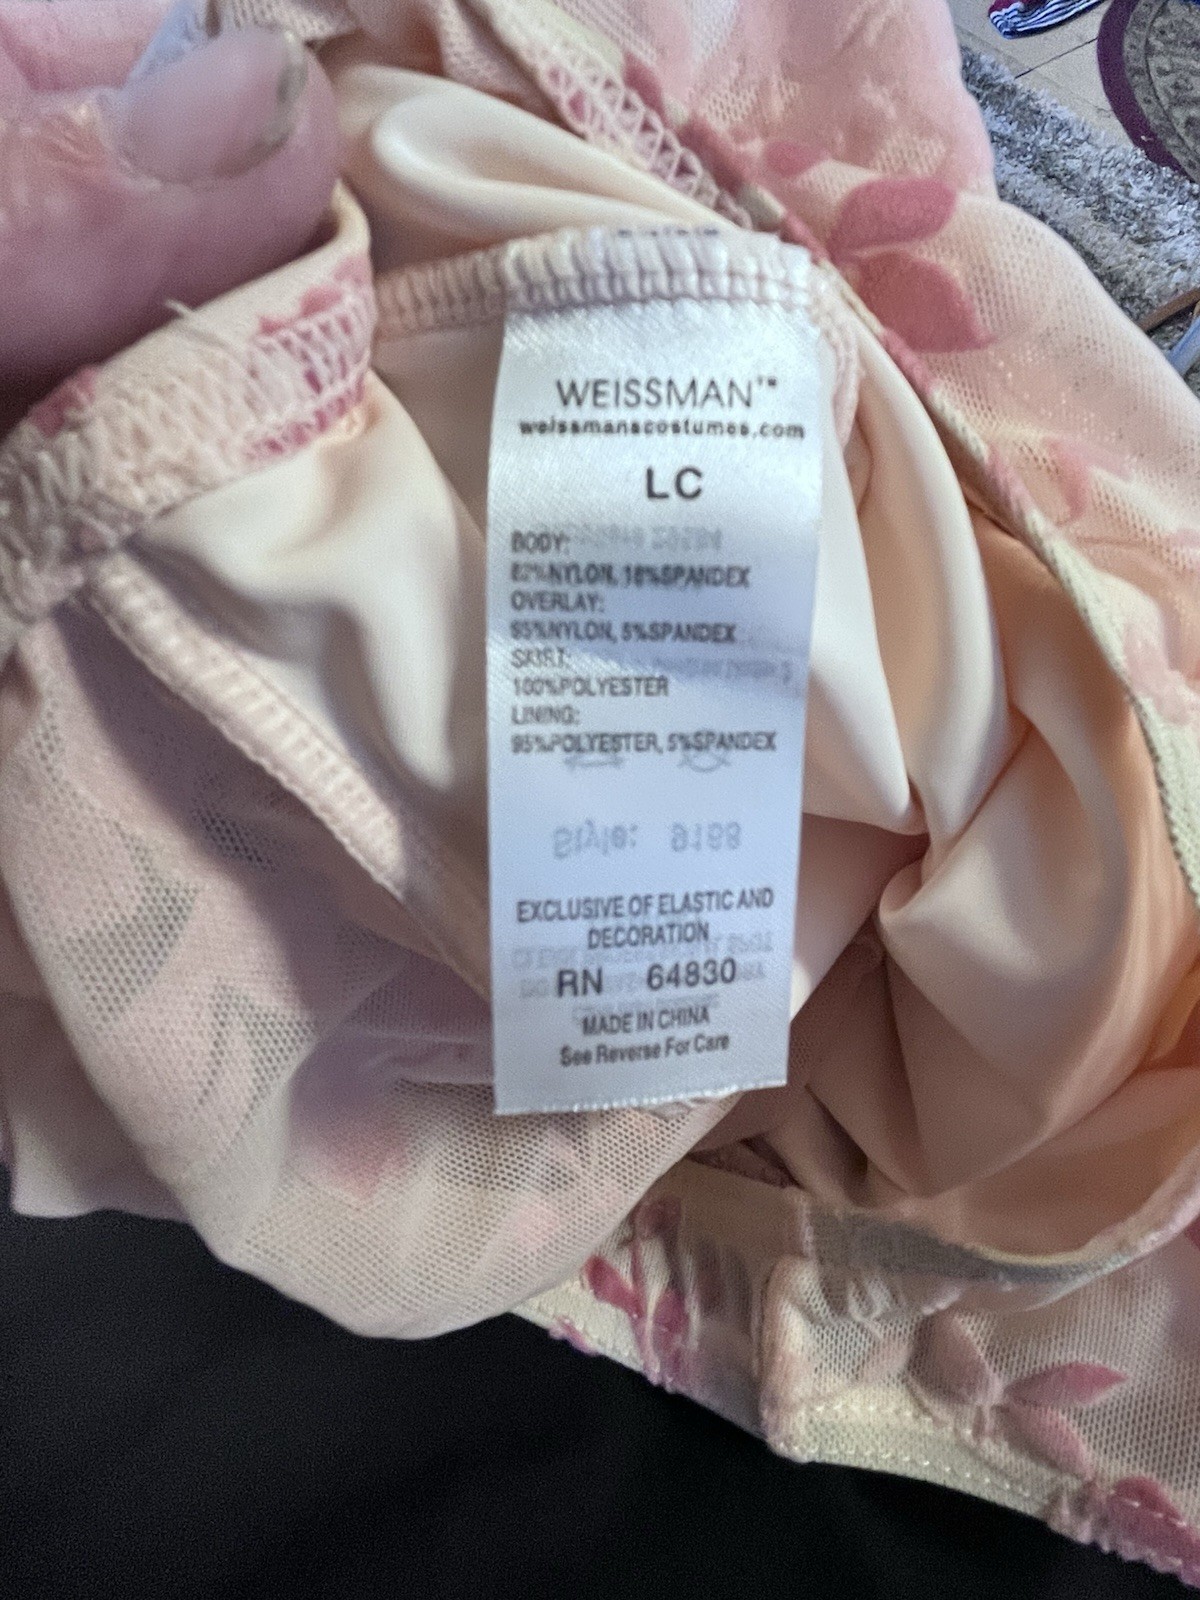 WEISSMAN™
weissmanscostumes.com
LC
BODY:
82%NYLON, 18%SPANDEX
OVERLAY:
95%NYLON, 5%SPANDEX
SKIRT:
100%POLYESTER
LINING:
95%POLYESTER, 5%SPANDEX
Style:
EXCLUSIVE OF ELASTIC AND
DECORATION
RN 64830
MADE IN CHINA
See Reverse For Care